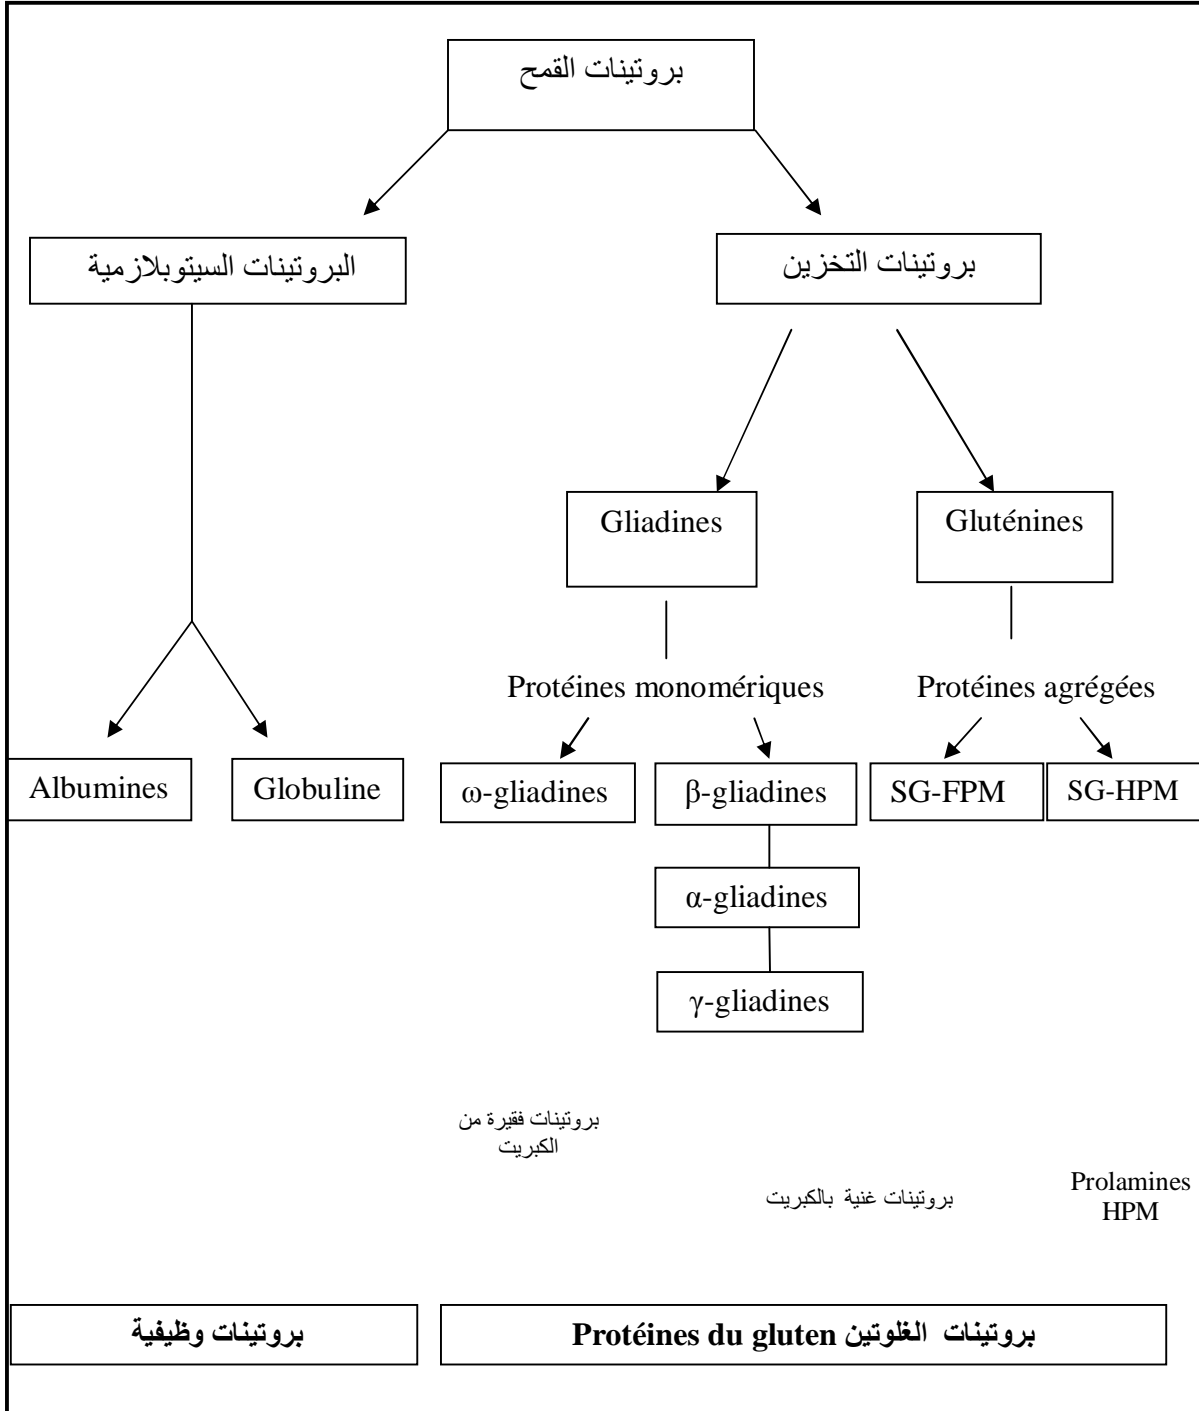 بروتينات القمح
البروتينات السيتوبلازمية
بروتينات التخزين
Gliadines
Gluténines
Protéines monomériques
Protéines agrégées
Albumines
Globuline
ω-gliadines
β-gliadines
SG-FPM
SG-HPM
α-gliadines
γ-gliadines
بروتينات فقيرة من
الكبريت
بروتينات غنية بالكبريت
Prolamines
HPM
بروتينات وظيفية
بروتينات الغلوتين Protéines du gluten